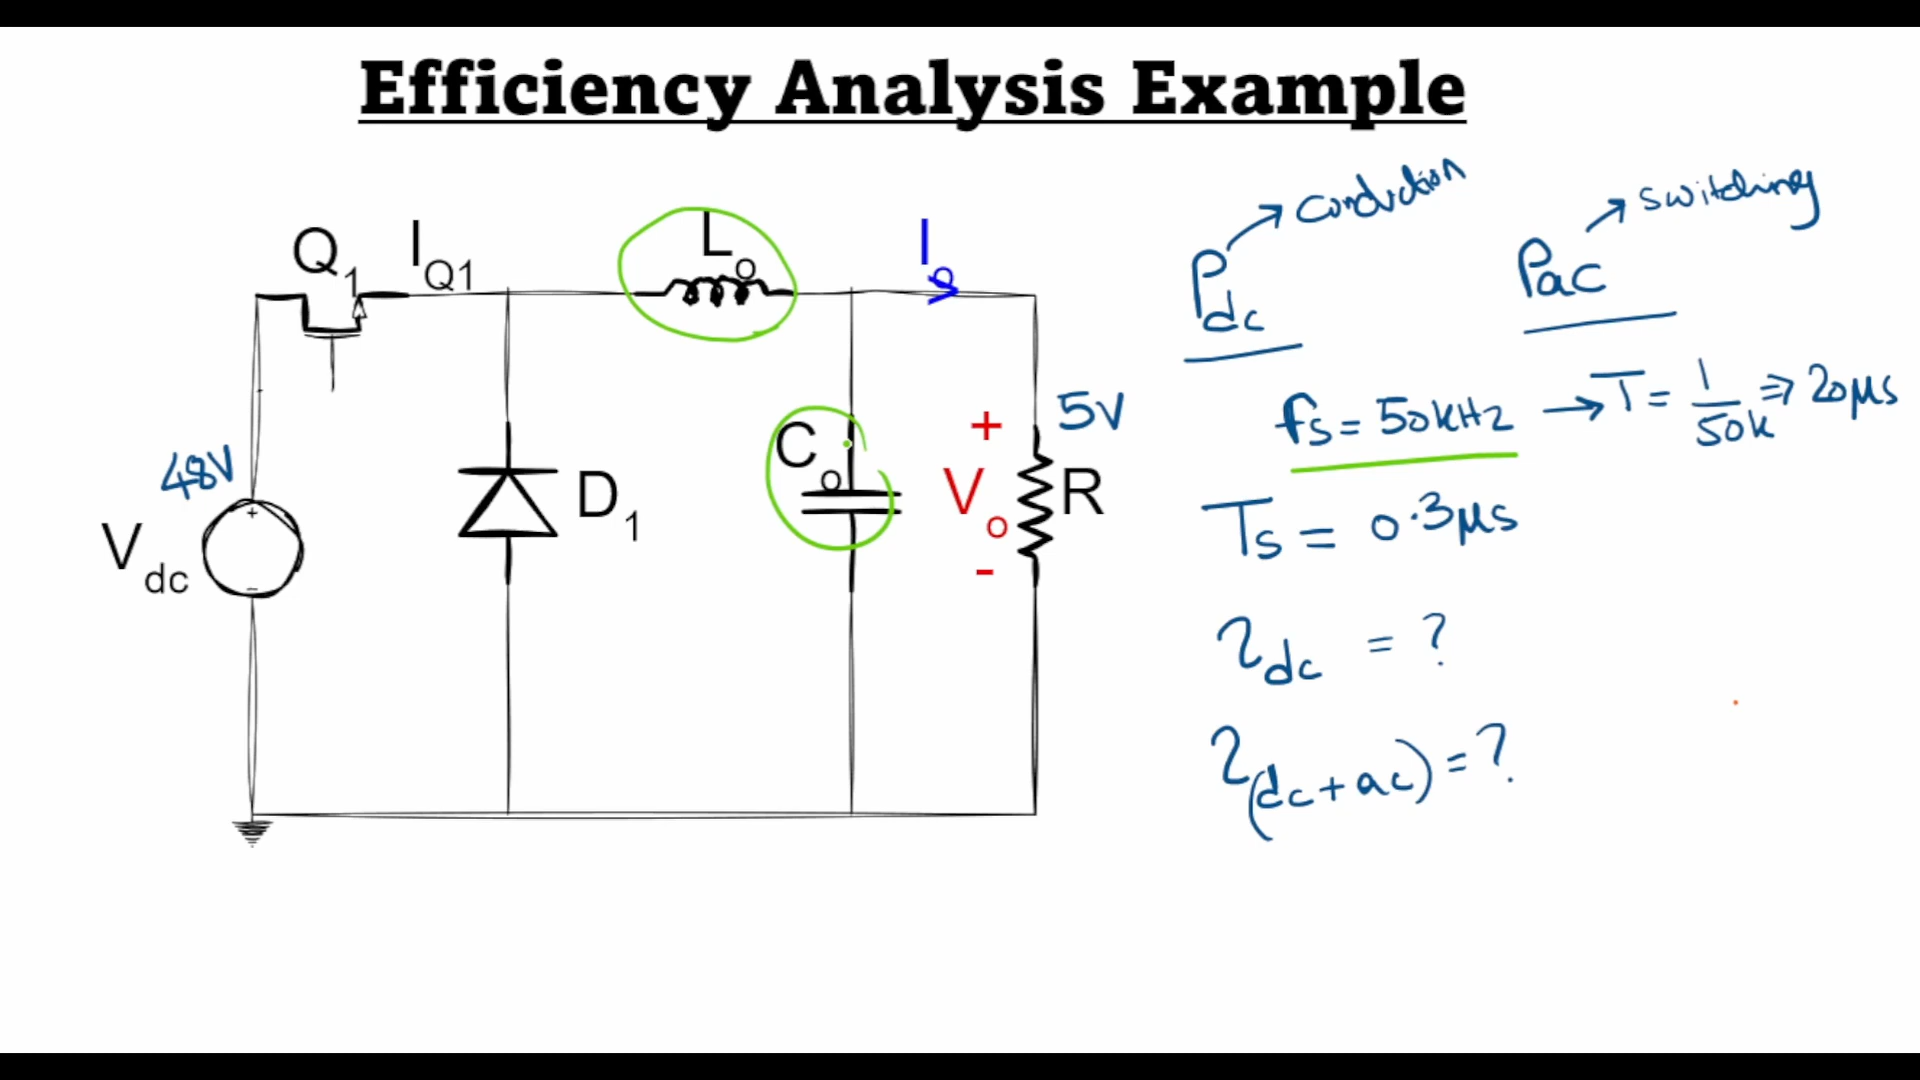 Efficiency Analysis Example
Q1 IQ1 Lo Io
Pdc → conduction
Pac → switching
48V
Vdc
+
-
D1
Co
+
Vo
-
5V
R
fs = 50kHz → T = 1/50k ⇒ 20μs
Ts = 0.3μs
ηdc = ?
η(dc+ac) = ?